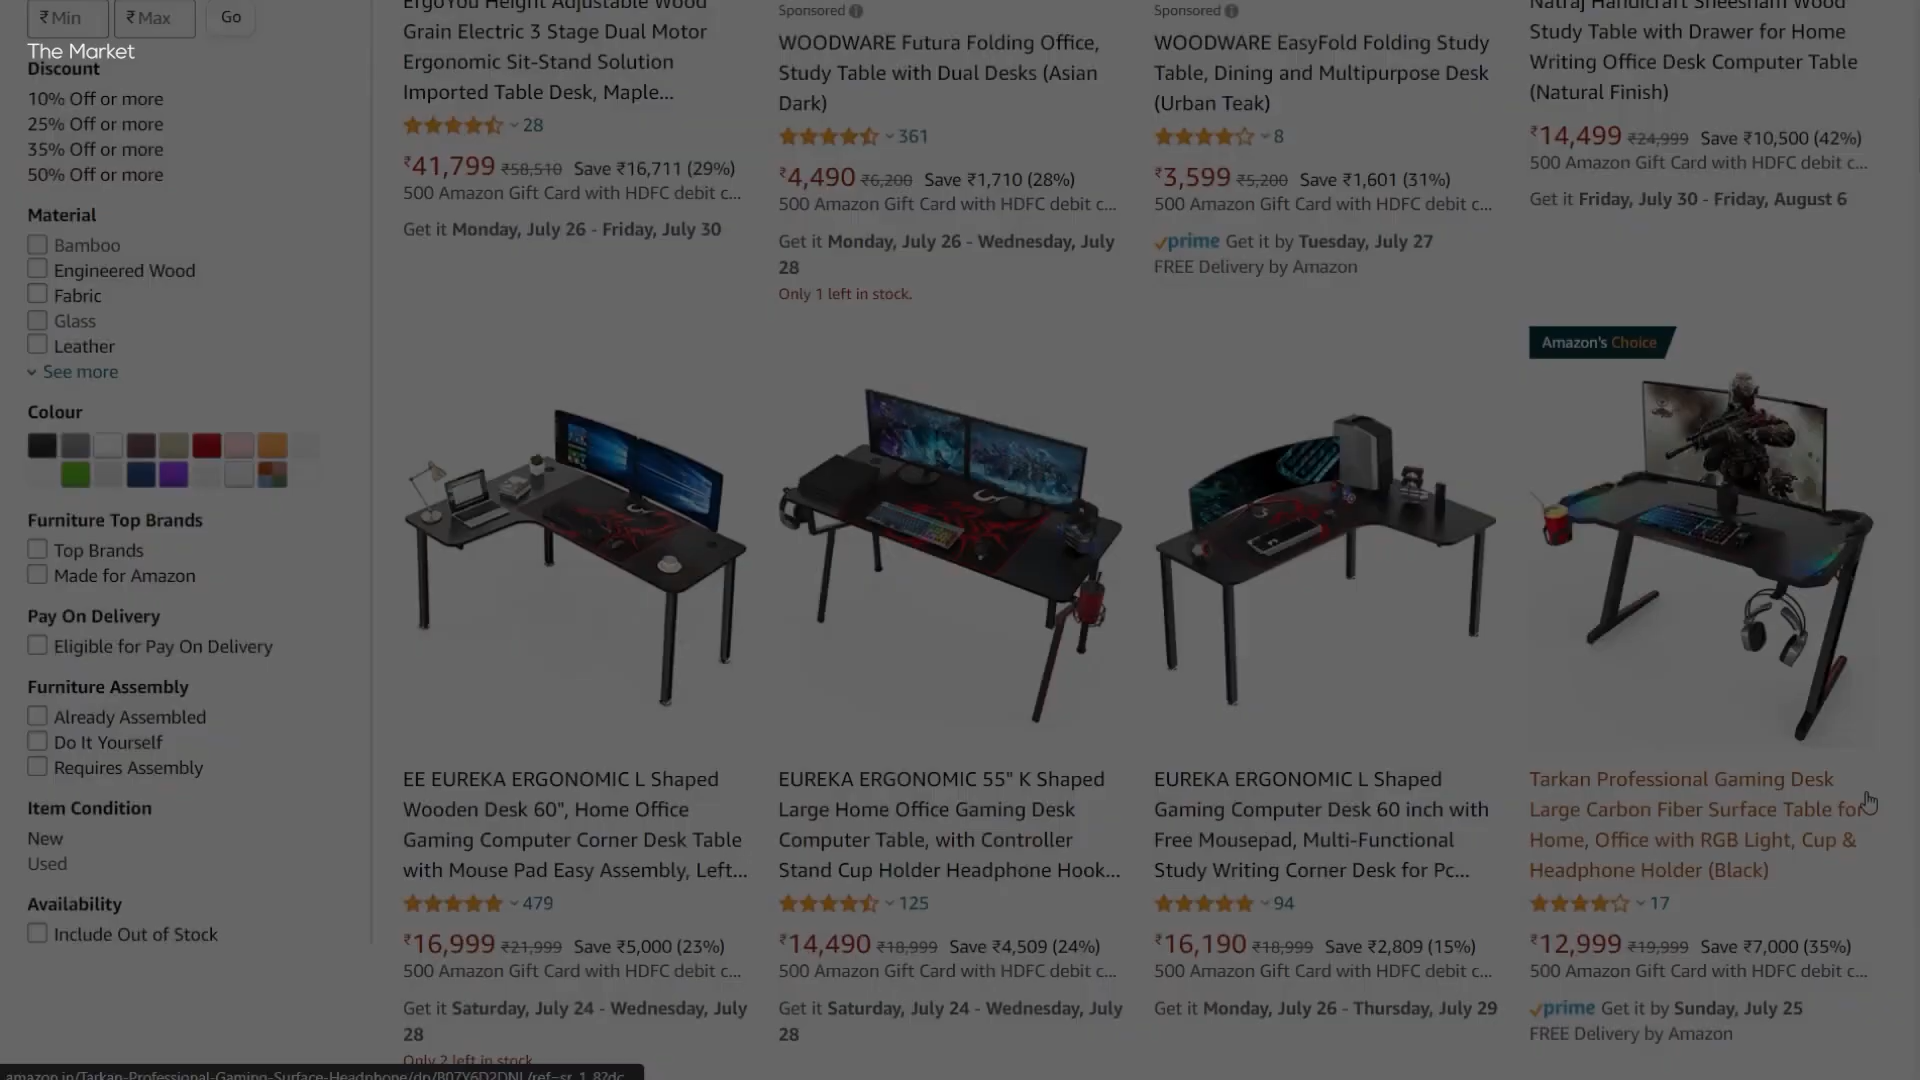 ₹ Min
₹ Max
Go
The Market
Discount
10% Off or more
25% Off or more
35% Off or more
50% Off or more
Material
Bamboo
Engineered Wood
Fabric
Glass
Leather
See more
Colour
Furniture Top Brands
Top Brands
Made for Amazon
Pay On Delivery
Eligible for Pay On Delivery
Furniture Assembly
Already Assembled
Do It Yourself
Requires Assembly
Item Condition
New
Used
Availability
Include Out of Stock
ErgoYou Height Adjustable Wood
Grain Electric 3 Stage Dual Motor
Ergonomic Sit-Stand Solution
Imported Table Desk, Maple...
28
₹41,799 ₹58,510 Save ₹16,711 (29%)
500 Amazon Gift Card with HDFC debit c...
Get it Monday, July 26 - Friday, July 30
Sponsored
WOODWARE Futura Folding Office,
Study Table with Dual Desks (Asian
Dark)
361
₹4,490 ₹6,200 Save ₹1,710 (28%)
500 Amazon Gift Card with HDFC debit c...
Get it Monday, July 26 - Wednesday, July
28
Only 1 left in stock.
Sponsored
WOODWARE EasyFold Folding Study
Table, Dining and Multipurpose Desk
(Urban Teak)
8
₹3,599 ₹5,200 Save ₹1,601 (31%)
500 Amazon Gift Card with HDFC debit c...
prime Get it by Tuesday, July 27
FREE Delivery by Amazon
Natraj Handicraft Sheesham Wood
Study Table with Drawer for Home
Writing Office Desk Computer Table
(Natural Finish)
₹14,499 ₹24,999 Save ₹10,500 (42%)
500 Amazon Gift Card with HDFC debit c...
Get it Friday, July 30 - Friday, August 6
EE EUREKA ERGONOMIC L Shaped
Wooden Desk 60", Home Office
Gaming Computer Corner Desk Table
with Mouse Pad Easy Assembly, Left...
479
₹16,999 ₹21,999 Save ₹5,000 (23%)
500 Amazon Gift Card with HDFC debit c...
Get it Saturday, July 24 - Wednesday, July
28
Only 2 left in stock.
EUREKA ERGONOMIC 55" K Shaped
Large Home Office Gaming Desk
Computer Table, with Controller
Stand Cup Holder Headphone Hook...
125
₹14,490 ₹18,999 Save ₹4,509 (24%)
500 Amazon Gift Card with HDFC debit c...
Get it Saturday, July 24 - Wednesday, July
28
EUREKA ERGONOMIC L Shaped
Gaming Computer Desk 60 inch with
Free Mousepad, Multi-Functional
Study Writing Corner Desk for Pc...
94
₹16,190 ₹18,999 Save ₹2,809 (15%)
500 Amazon Gift Card with HDFC debit c...
Get it Monday, July 26 - Thursday, July 29
Amazon's Choice
Tarkan Professional Gaming Desk
Large Carbon Fiber Surface Table for
Home, Office with RGB Light, Cup &
Headphone Holder (Black)
17
₹12,999 ₹19,999 Save ₹7,000 (35%)
500 Amazon Gift Card with HDFC debit c...
prime Get it by Sunday, July 25
FREE Delivery by Amazon